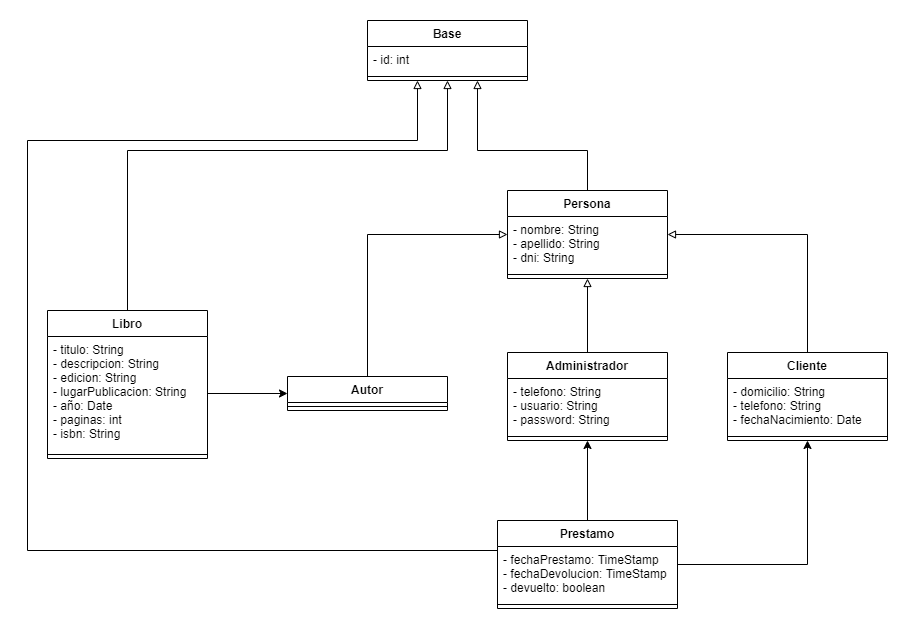 Base
- id: int
Persona
- nombre: String
- apellido: String
- dni: String
Libro
- titulo: String
- descripcion: String
- edicion: String
- lugarPublicacion: String
- año: Date
- paginas: int
- isbn: String
Autor
Administrador
- telefono: String
- usuario: String
- password: String
Cliente
- domicilio: String
- telefono: String
- fechaNacimiento: Date
Prestamo
- fechaPrestamo: TimeStamp
- fechaDevolucion: TimeStamp
- devuelto: boolean